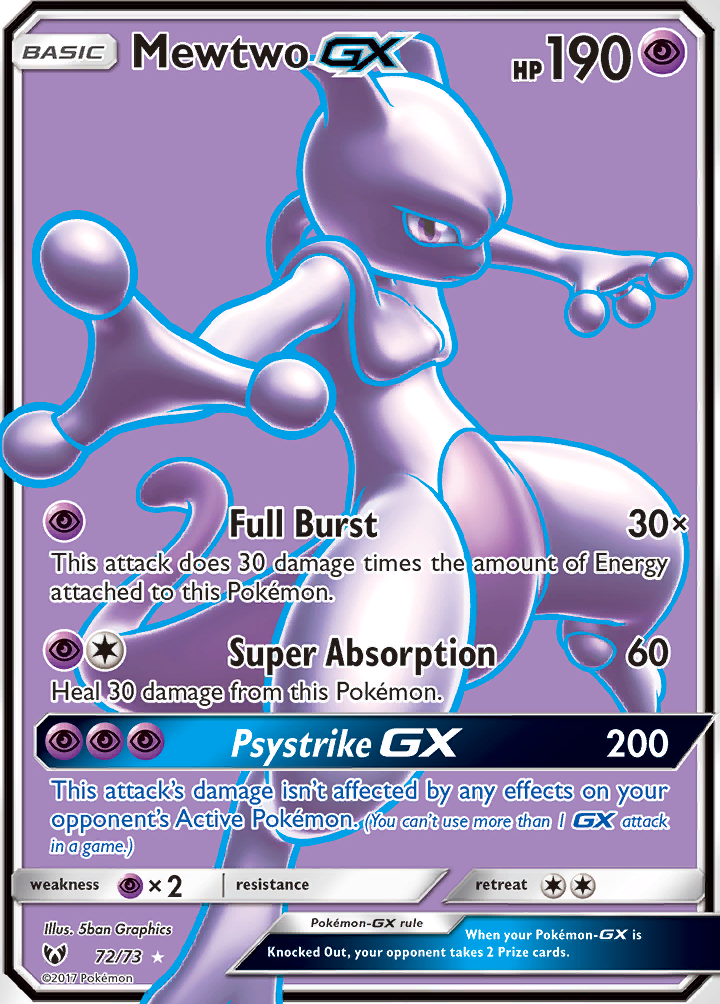 BASIC Mewtwo GX HP 190
Full Burst 30×
This attack does 30 damage times the amount of Energy
attached to this Pokémon.
Super Absorption 60
Heal 30 damage from this Pokémon.
Psystrike GX 200
This attack's damage isn't affected by any effects on your
opponent's Active Pokémon. (You can't use more than 1 GX attack
in a game.)
weakness ×2 resistance retreat
Illus. 5ban Graphics
72/73
©2017 Pokémon
Pokémon-GX rule
When your Pokémon-GX is
Knocked Out, your opponent takes 2 Prize cards.